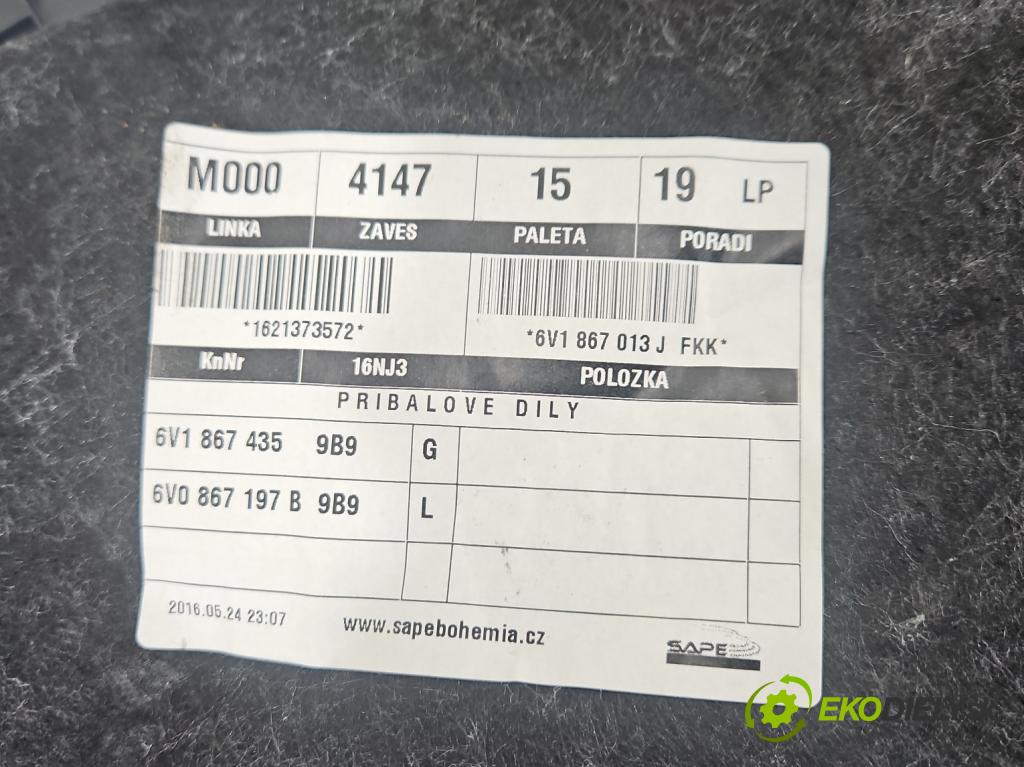 M000 4147 15 19 LP
LINKA ZAVES PALETA PORADI
*1621373572* *6V1 867 013 J FKK*
KnNr 16NJ3 POLOZKA
PRIBALOVE DILY
6V1 867 435 9B9 G
6V0 867 197 B 9B9 L
2016.05.24 23:07 www.sapebohemia.cz SAPE